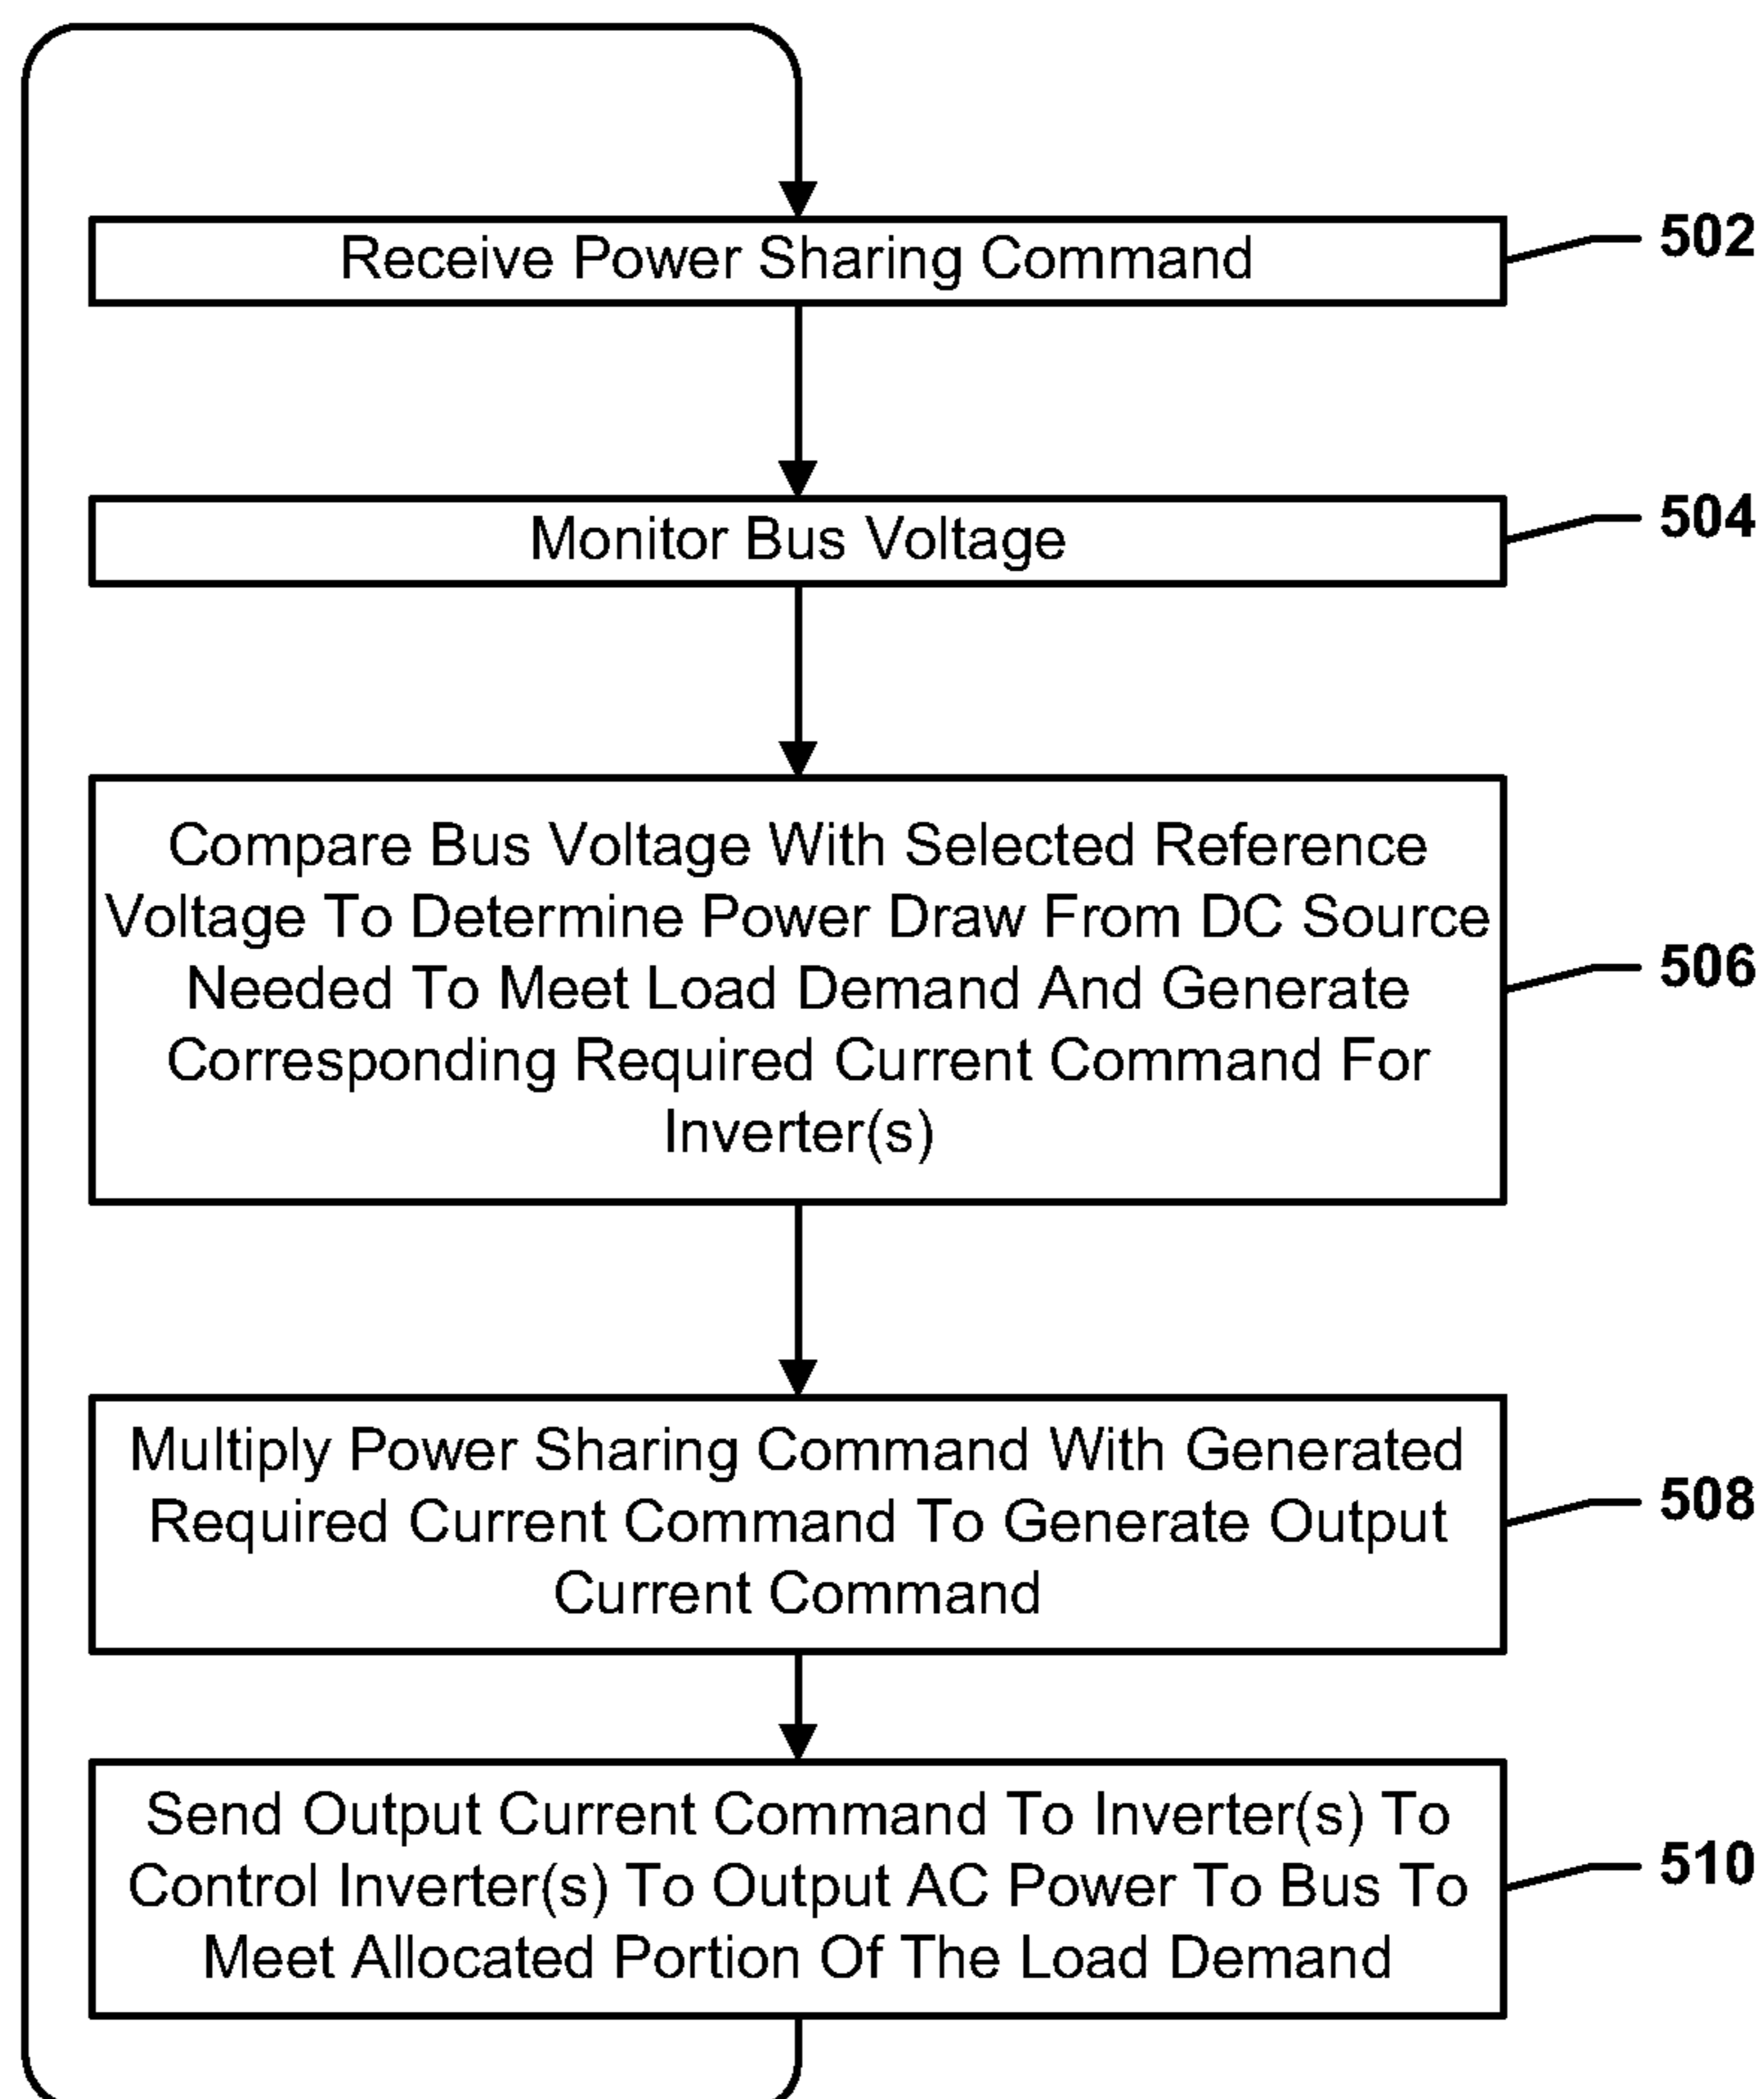 Receive Power Sharing Command
502
Monitor Bus Voltage
504
Compare Bus Voltage With Selected Reference
Voltage To Determine Power Draw From DC Source
Needed To Meet Load Demand And Generate
Corresponding Required Current Command For
Inverter(s)
506
Multiply Power Sharing Command With Generated
Required Current Command To Generate Output
Current Command
508
Send Output Current Command To Inverter(s) To
Control Inverter(s) To Output AC Power To Bus To
Meet Allocated Portion Of The Load Demand
510